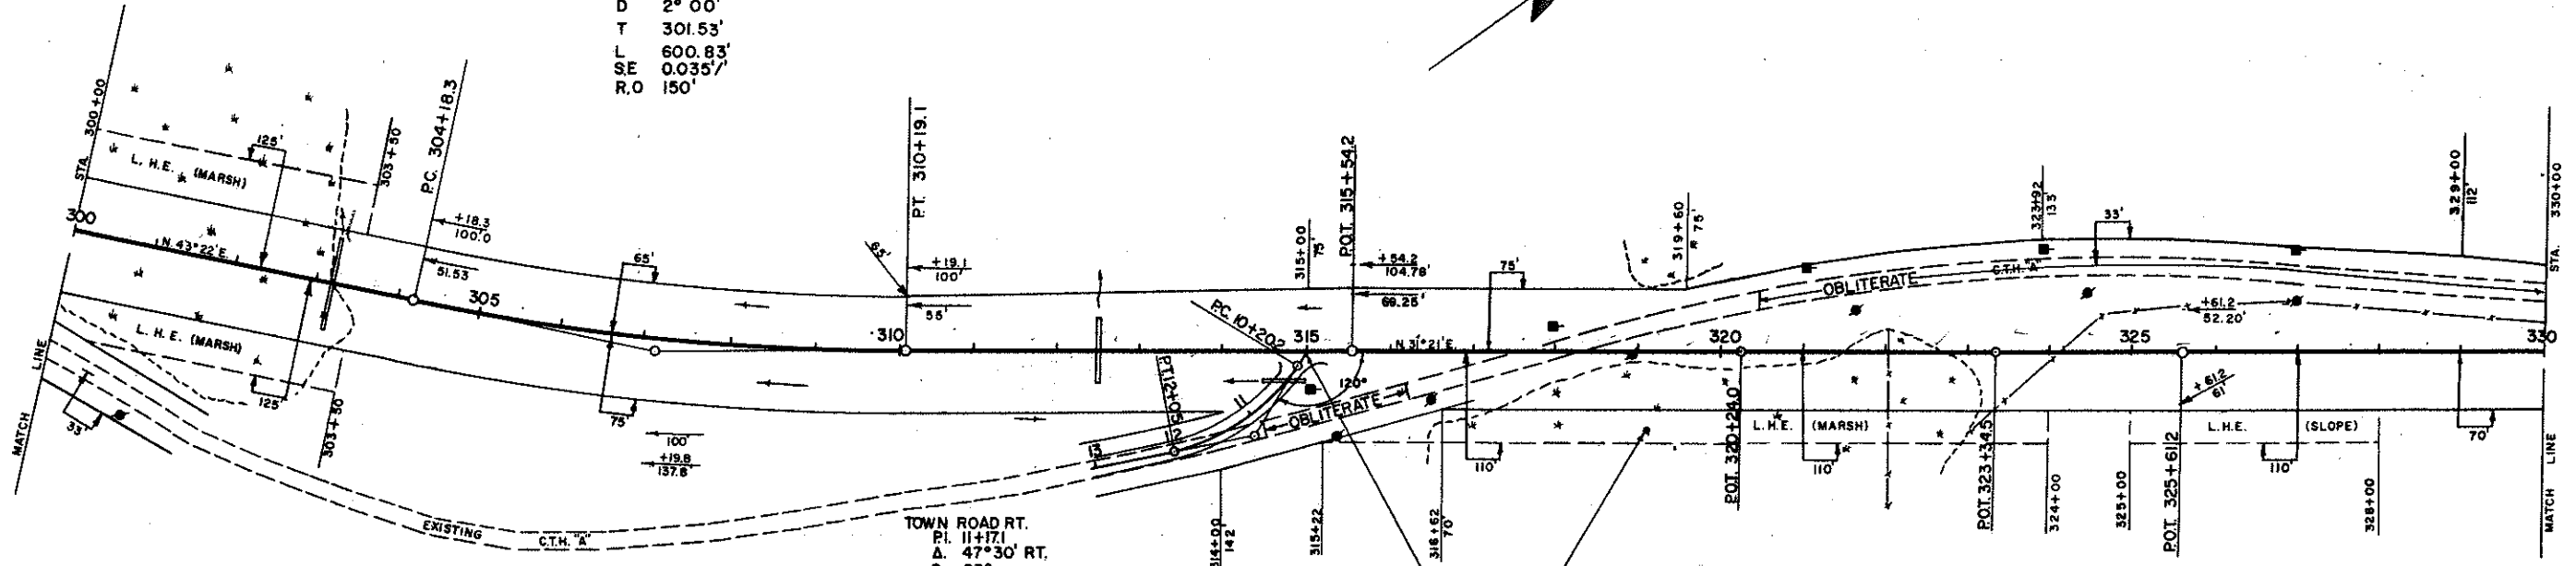 D 2° 00'
T 301.53'
L 600.83'
S.E 0.035'/'
R.O 150'
STA. 300+00
125'
L. H. E. (MARSH)
303+50
P.C. 304+18.3
+18.3
100.0'
51.53
300
N. 43°22' E.
305
65'
65'
P.T. 310+19.1
+19.1
100'
55'
310
315+00
75'
P.O.T. 315+54.2
+54.2
104.78'
69.25'
75'
319+60
75'
323+92
135'
33'
329+00
112'
STA. 330+00
P.C. 10+20.2
315
N. 31°21' E.
OBLITERATE
C.T.H. "A"
320
+61.2
52.20'
325
330
L. H. E. (MARSH)
125'
303+50
33'
MATCH LINE
75'
100'
+19.8
137.8'
P.T. 12+05
11
12
13
120°
OBLITERATE
110'
P.O.T. 320+24.0
L.H.E. (MARSH)
110'
P.O.T. 323+34.5
+61.2
61'
L.H.E. (SLOPE)
110'
70'
324+00
325+00
P.O.T. 325+61.2
328+00
MATCH LINE
EXISTING C.T.H. "A"
TOWN ROAD RT.
P.I. 11+17.1
Δ. 47°30' RT.
314+00
142'
315+22
316+62
70'